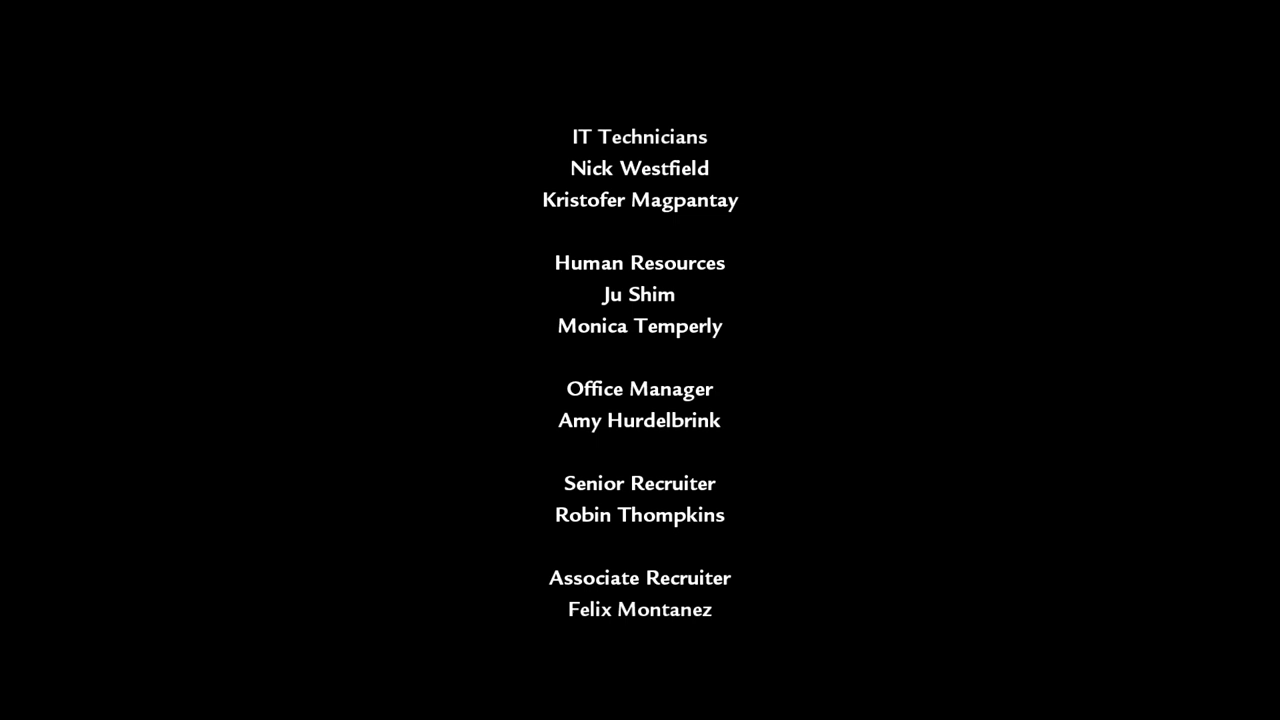 IT Technicians
Nick Westfield
Kristofer Magpantay
Human Resources
Ju Shim
Monica Temperly
Office Manager
Amy Hurdelbrink
Senior Recruiter
Robin Thompkins
Associate Recruiter
Felix Montanez